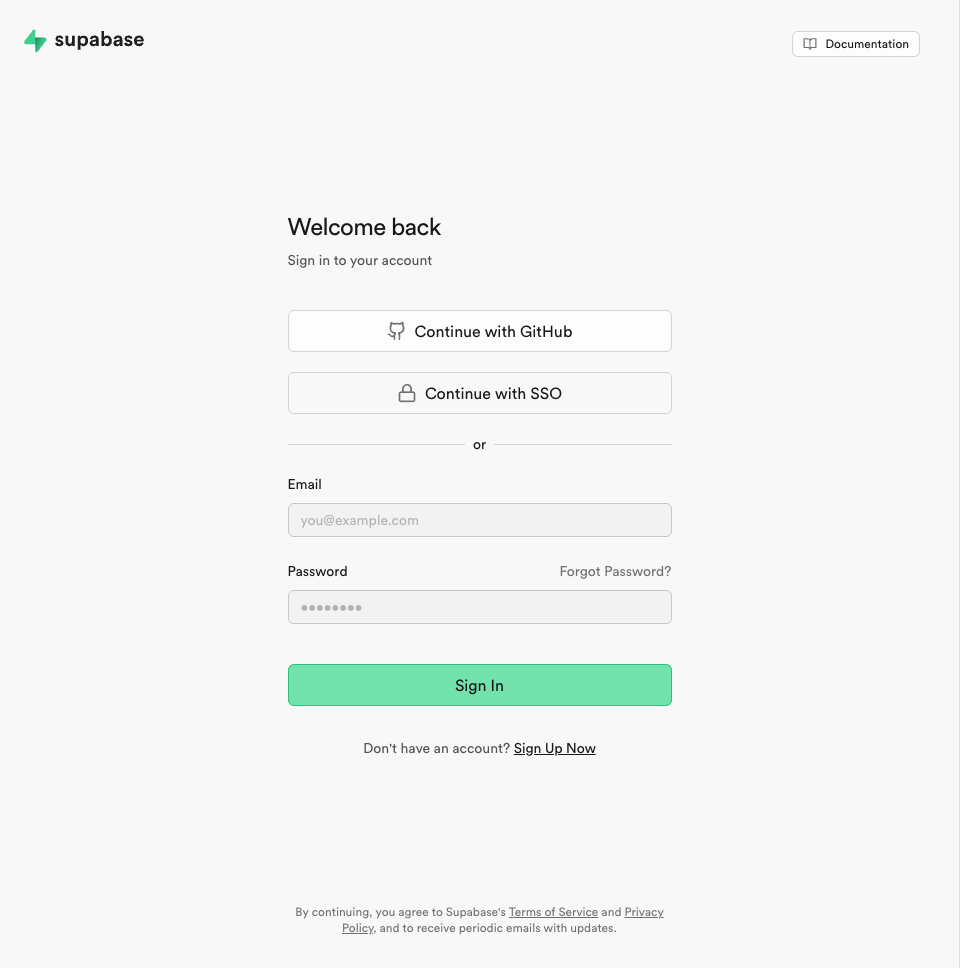 supabase
Documentation
Welcome back
Sign in to your account
Continue with GitHub
Continue with SSO
or
Email
you@example.com
Password Forgot Password?
••••••••
Sign In
Don't have an account? Sign Up Now
By continuing, you agree to Supabase's Terms of Service and Privacy
Policy, and to receive periodic emails with updates.